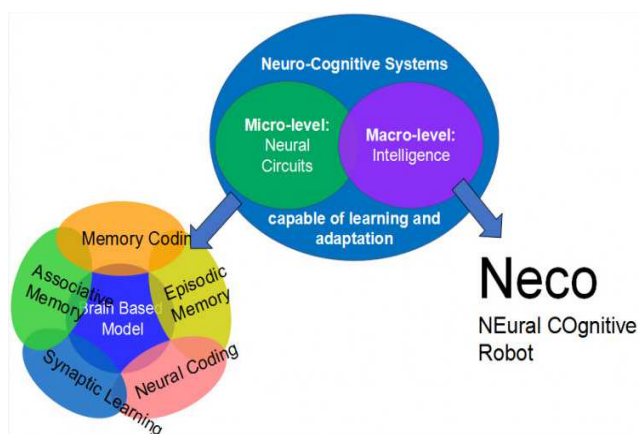 Neuro-Cognitive Systems
Micro-level:
Neural
Circuits
Macro-level:
Intelligence
capable of learning and
adaptation
Memory Coding
Associative
Memory
Episodic
Memory
Brain Based
Model
Synaptic Learning
Neural Coding
Neco
NEural COgnitive
Robot